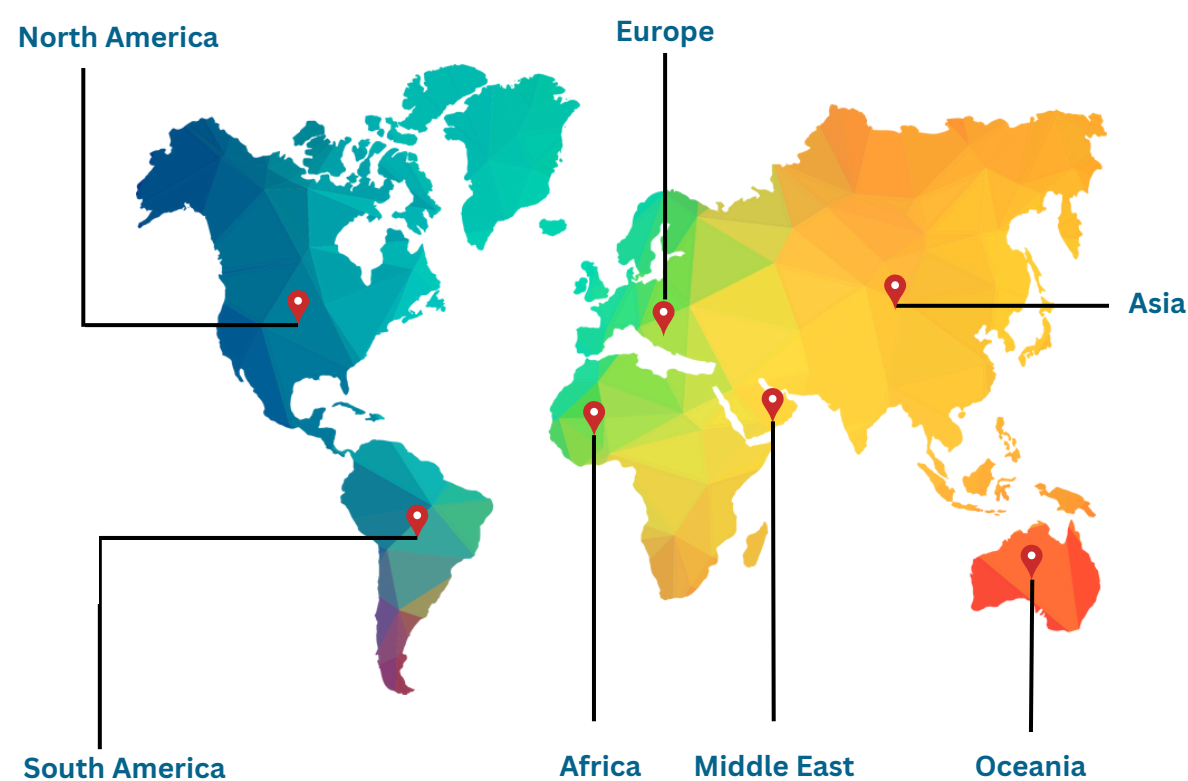 North America
Europe
Asia
South America
Africa
Middle East
Oceania